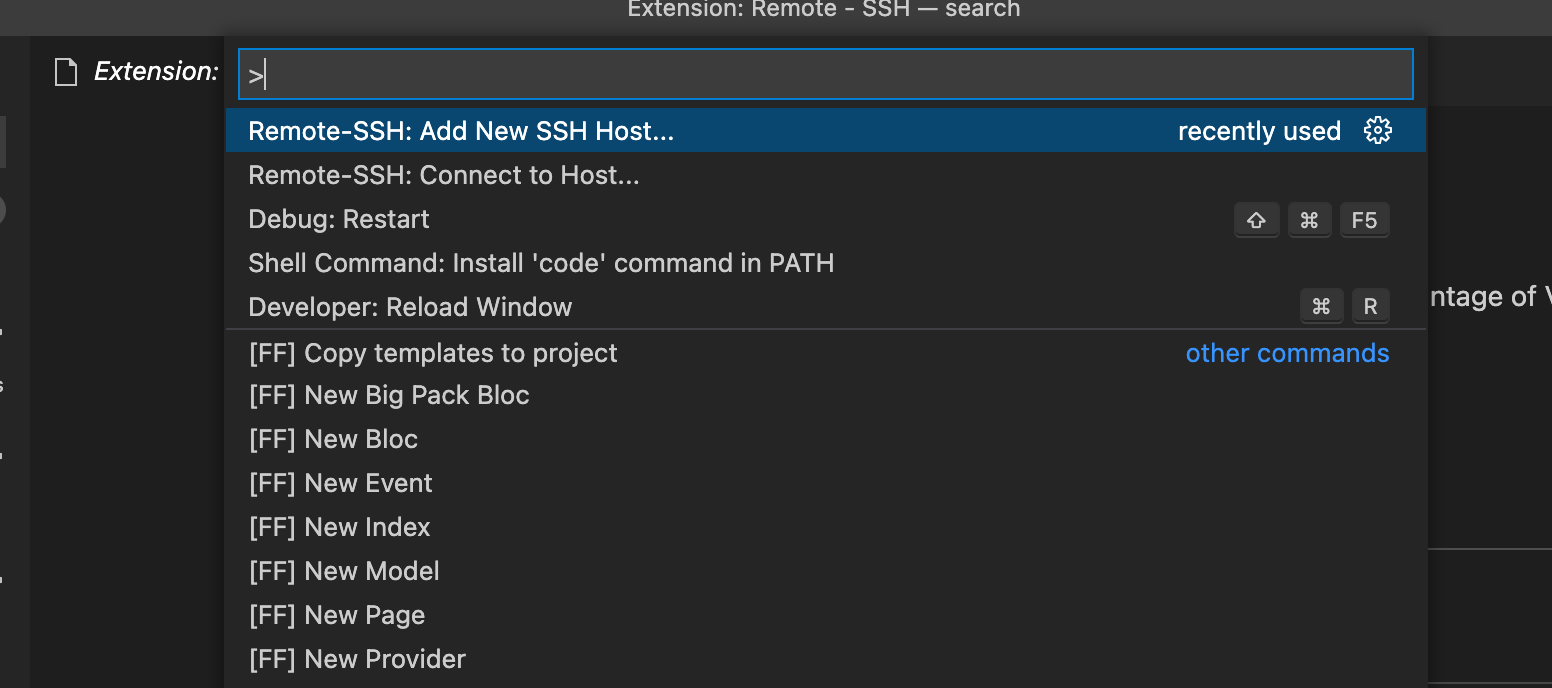 Extension: Remote - SSH — search
Extension:
>
Remote-SSH: Add New SSH Host... recently used
Remote-SSH: Connect to Host...
Debug: Restart ⇧ ⌘ F5
Shell Command: Install 'code' command in PATH
Developer: Reload Window ⌘ R
ntage of
[FF] Copy templates to project other commands
[FF] New Big Pack Bloc
[FF] New Bloc
[FF] New Event
[FF] New Index
[FF] New Model
[FF] New Page
[FF] New Provider